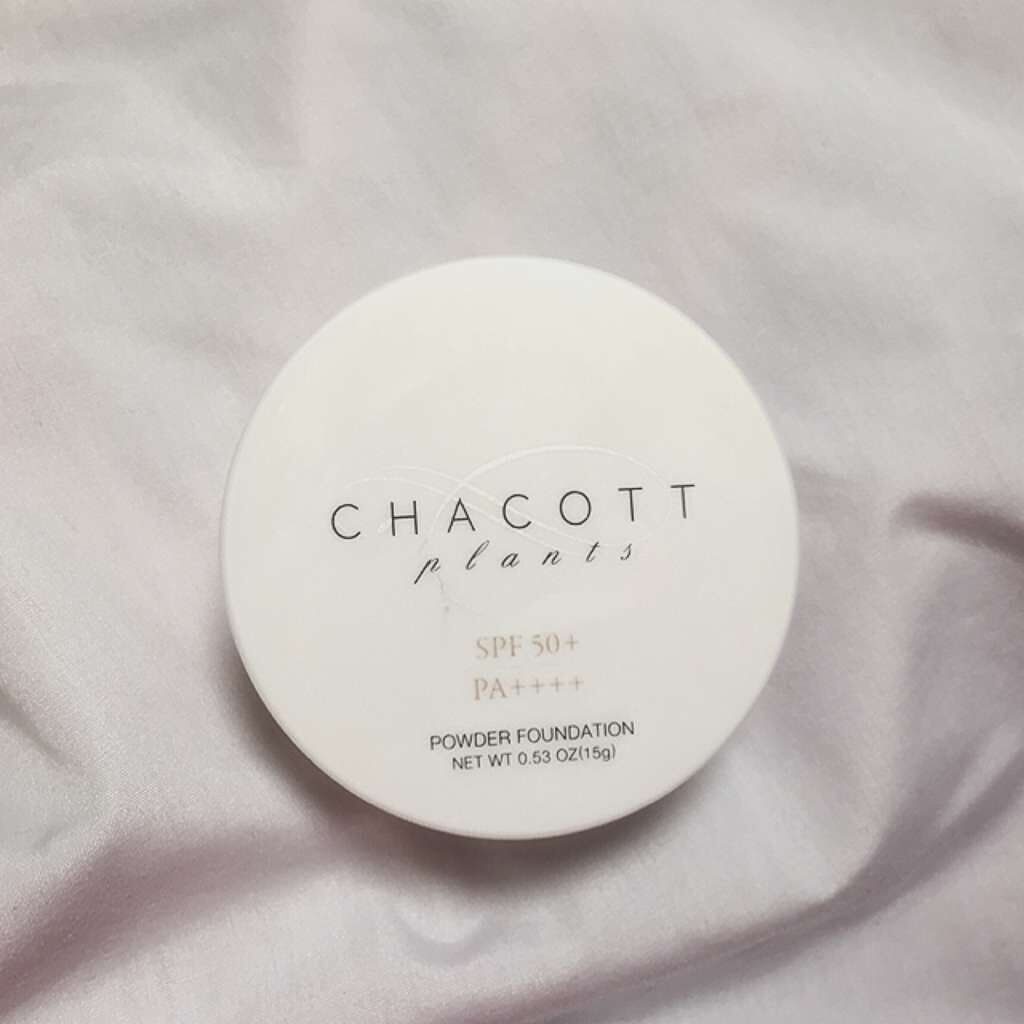 CHACOTT
plants
SPF 50+
PA++++
POWDER FOUNDATION
NET WT 0.53 OZ(15g)